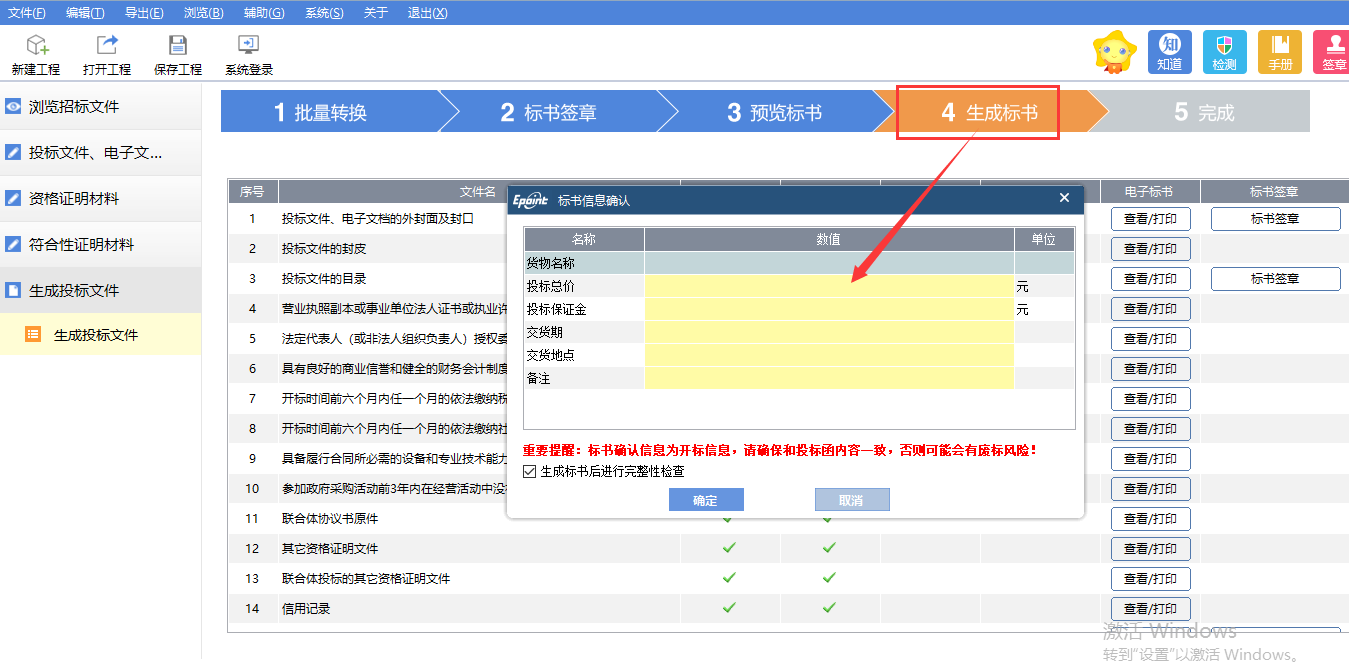 文件(F) 编辑(T) 导出(E) 浏览(B) 辅助(G) 系统(S) 关于 退出(X)
新建工程 打开工程 保存工程 系统登录
知 知道 检测 手册 签章
浏览招标文件
投标文件、电子文...
资格证明材料
符合性证明材料
生成投标文件
生成投标文件
1 批量转换 2 标书签章 3 预览标书 4 生成标书 5 完成
序号 文件名 电子标书 标书签章
1 投标文件、电子文档的外封面及封口 查看/打印 标书签章
2 投标文件的封皮 查看/打印
3 投标文件的目录 查看/打印 标书签章
4 营业执照副本或事业单位法人证书或执业许 查看/打印
5 法定代表人（或非法人组织负责人）授权委 查看/打印
6 具有良好的商业信誉和健全的财务会计制度 查看/打印
7 开标时间前六个月内任一个月的依法缴纳税 查看/打印
8 开标时间前六个月内任一个月的依法缴纳社 查看/打印
9 具备履行合同所必需的设备和专业技术能力 查看/打印
10 参加政府采购活动前3年内在经营活动中没 查看/打印
11 联合体协议书原件 查看/打印
12 其它资格证明文件 查看/打印
13 联合体投标的其它资格证明文件 查看/打印
14 信用记录 查看/打印
Epoint 标书信息确认
名称 数值 单位
货物名称
投标总价 元
投标保证金 元
交货期
交货地点
备注
重要提醒：标书确认信息为开标信息，请确保和投标函内容一致，否则可能会有废标风险！
生成标书后进行完整性检查
确定 取消
激活 Windows
转到"设置"以激活 Windows。